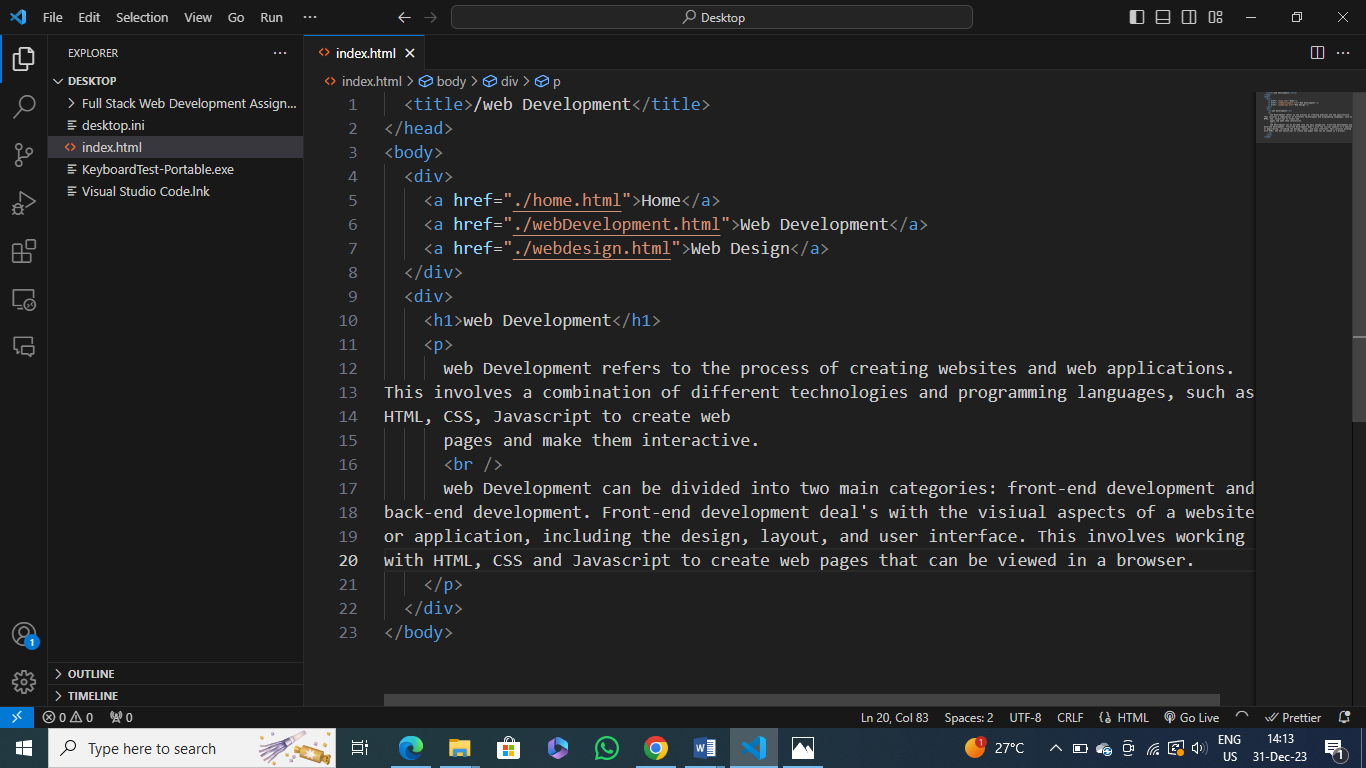 File Edit Selection View Go Run ···
Desktop
EXPLORER
DESKTOP
Full Stack Web Development Assign...
desktop.ini
index.html
KeyboardTest-Portable.exe
Visual Studio Code.lnk
OUTLINE
TIMELINE
index.html
index.html > body > div > p
1 <title>/web Development</title>
2 </head>
3 <body>
4 <div>
5 <a href="./home.html">Home</a>
6 <a href="./webDevelopment.html">Web Development</a>
7 <a href="./webdesign.html">Web Design</a>
8 </div>
9 <div>
10 <h1>web Development</h1>
11 <p>
12 web Development refers to the process of creating websites and web applications.
13 This involves a combination of different technologies and programming languages, such as
14 HTML, CSS, Javascript to create web
15 pages and make them interactive.
16 <br />
17 web Development can be divided into two main categories: front-end development and
18 back-end development. Front-end development deal's with the visiual aspects of a website
19 or application, including the design, layout, and user interface. This involves working
20 with HTML, CSS and Javascript to create web pages that can be viewed in a browser.
21 </p>
22 </div>
23 </body>
1
0 0 0
Ln 20, Col 83 Spaces: 2 UTF-8 CRLF HTML Go Live Prettier
Type here to search
1 27°C
ENG US
14:13
31-Dec-23
1